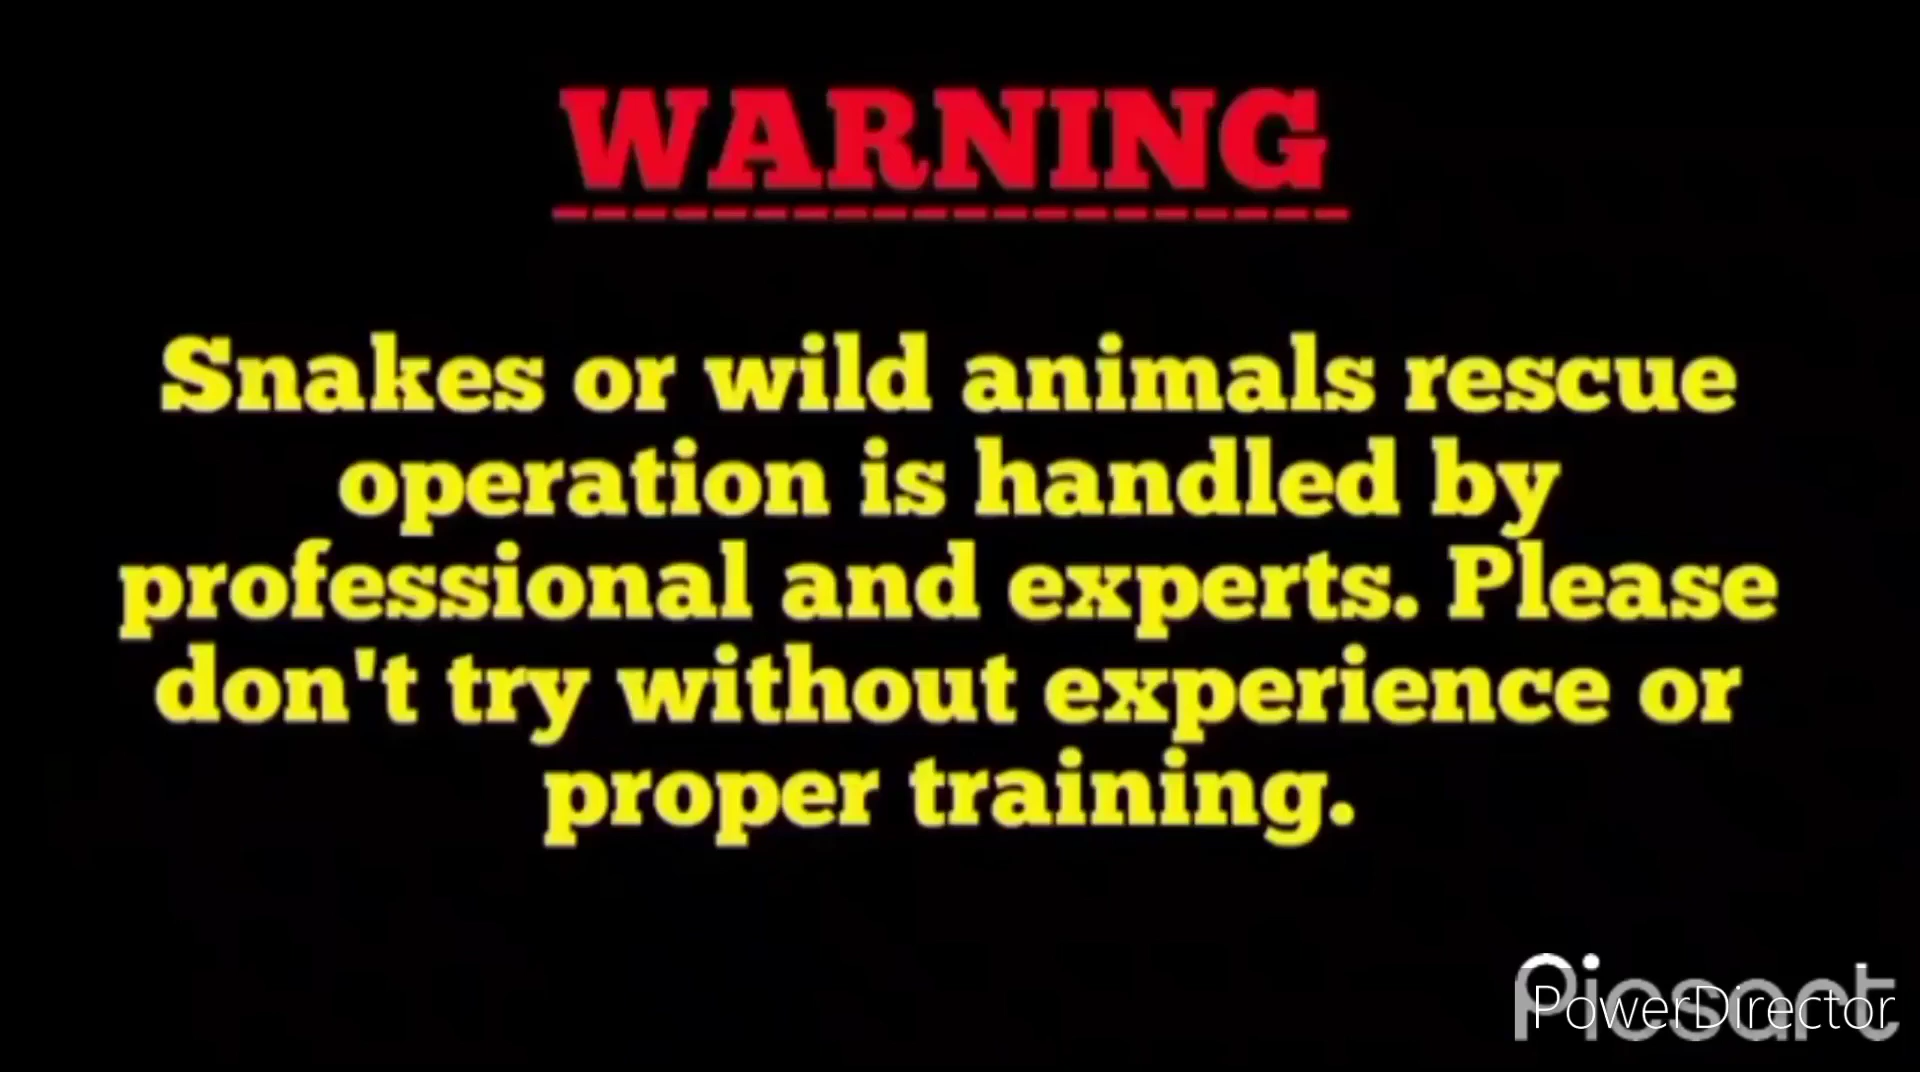 WARNING
Snakes or wild animals rescue
operation is handled by
professional and experts. Please
don't try without experience or
proper training.
Picsart
PowerDirector